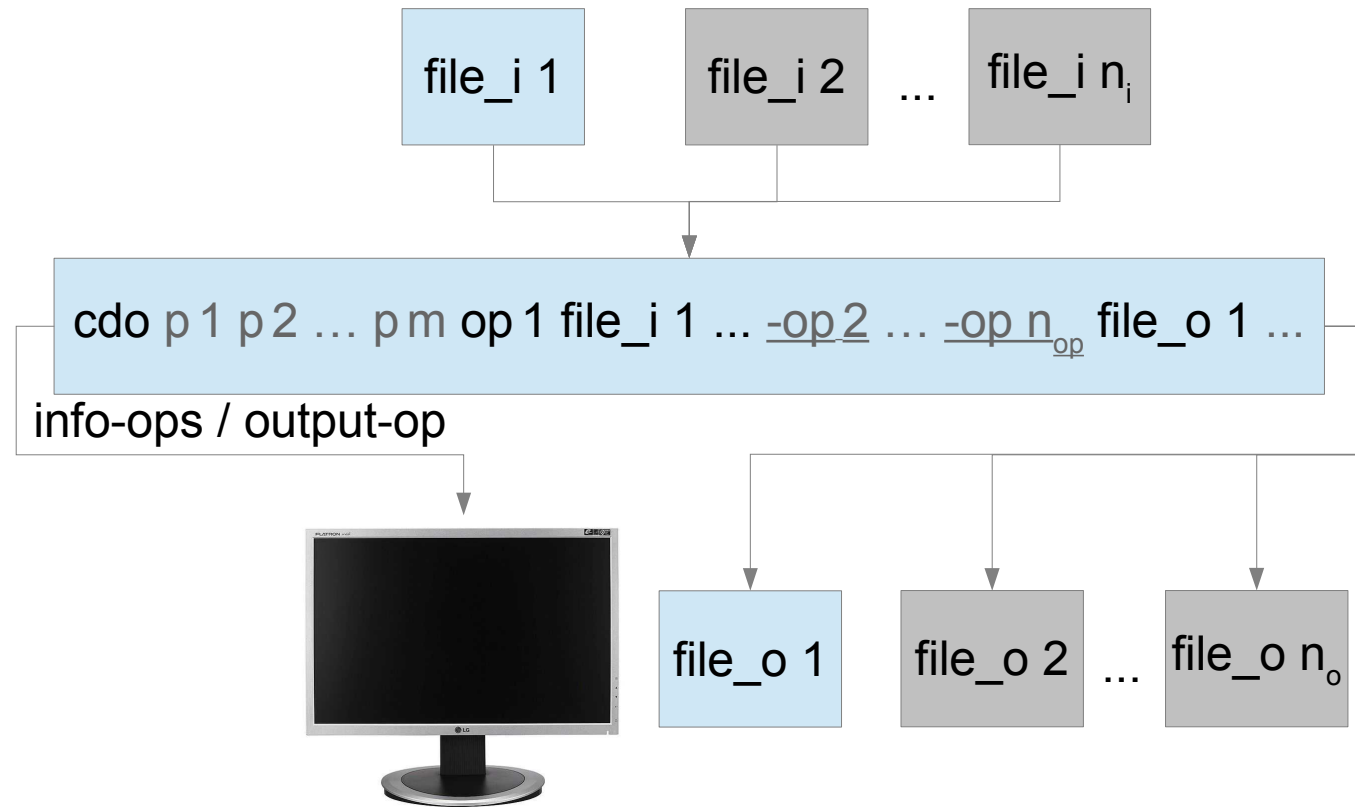 file_i 1 file_i 2 ... file_i nᵢ
cdo p 1 p 2 … p m op 1 file_i 1 ... -op 2 … -op nₒₚ file_o 1 ...
info-ops / output-op
LG
file_o 1 file_o 2 ... file_o nₒ